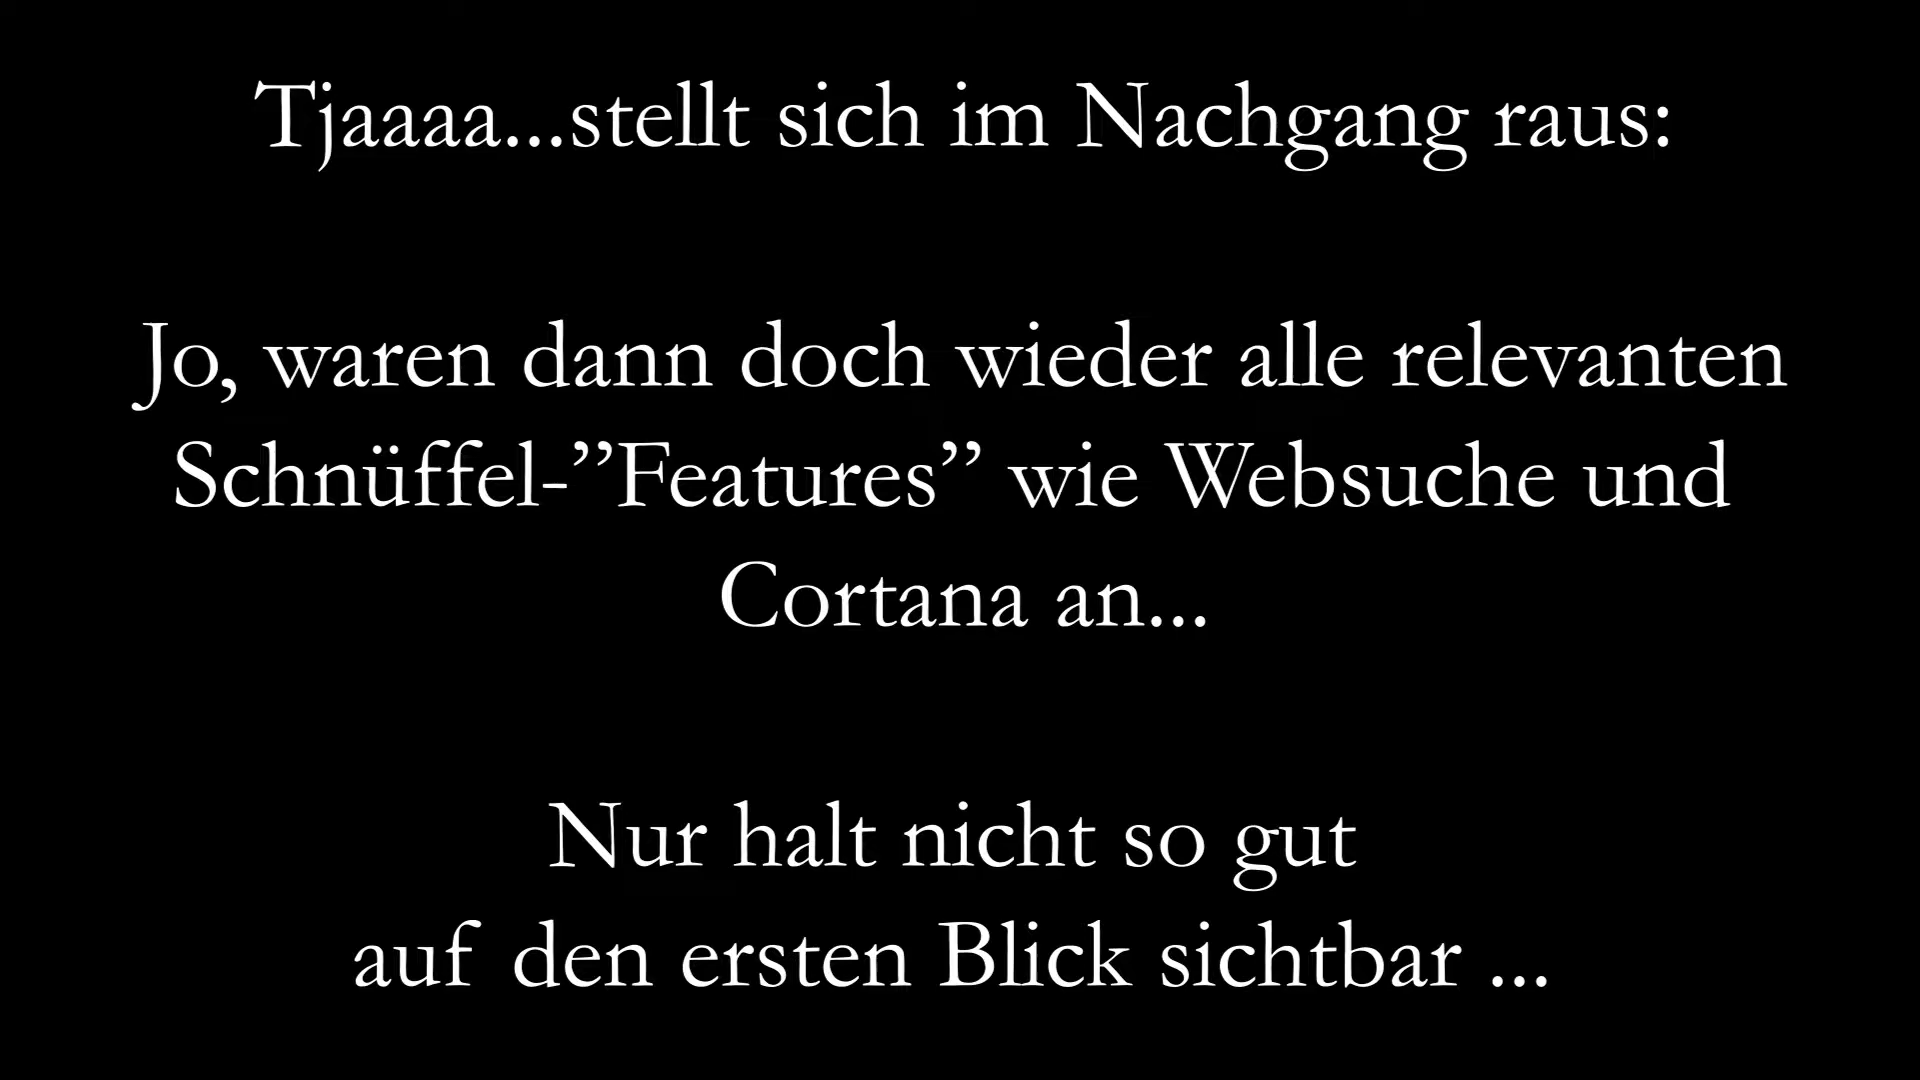 Tjaaaa...stellt sich im Nachgang raus:
Jo, waren dann doch wieder alle relevanten
Schnüffel-”Features” wie Websuche und
Cortana an...
Nur halt nicht so gut
auf den ersten Blick sichtbar ...